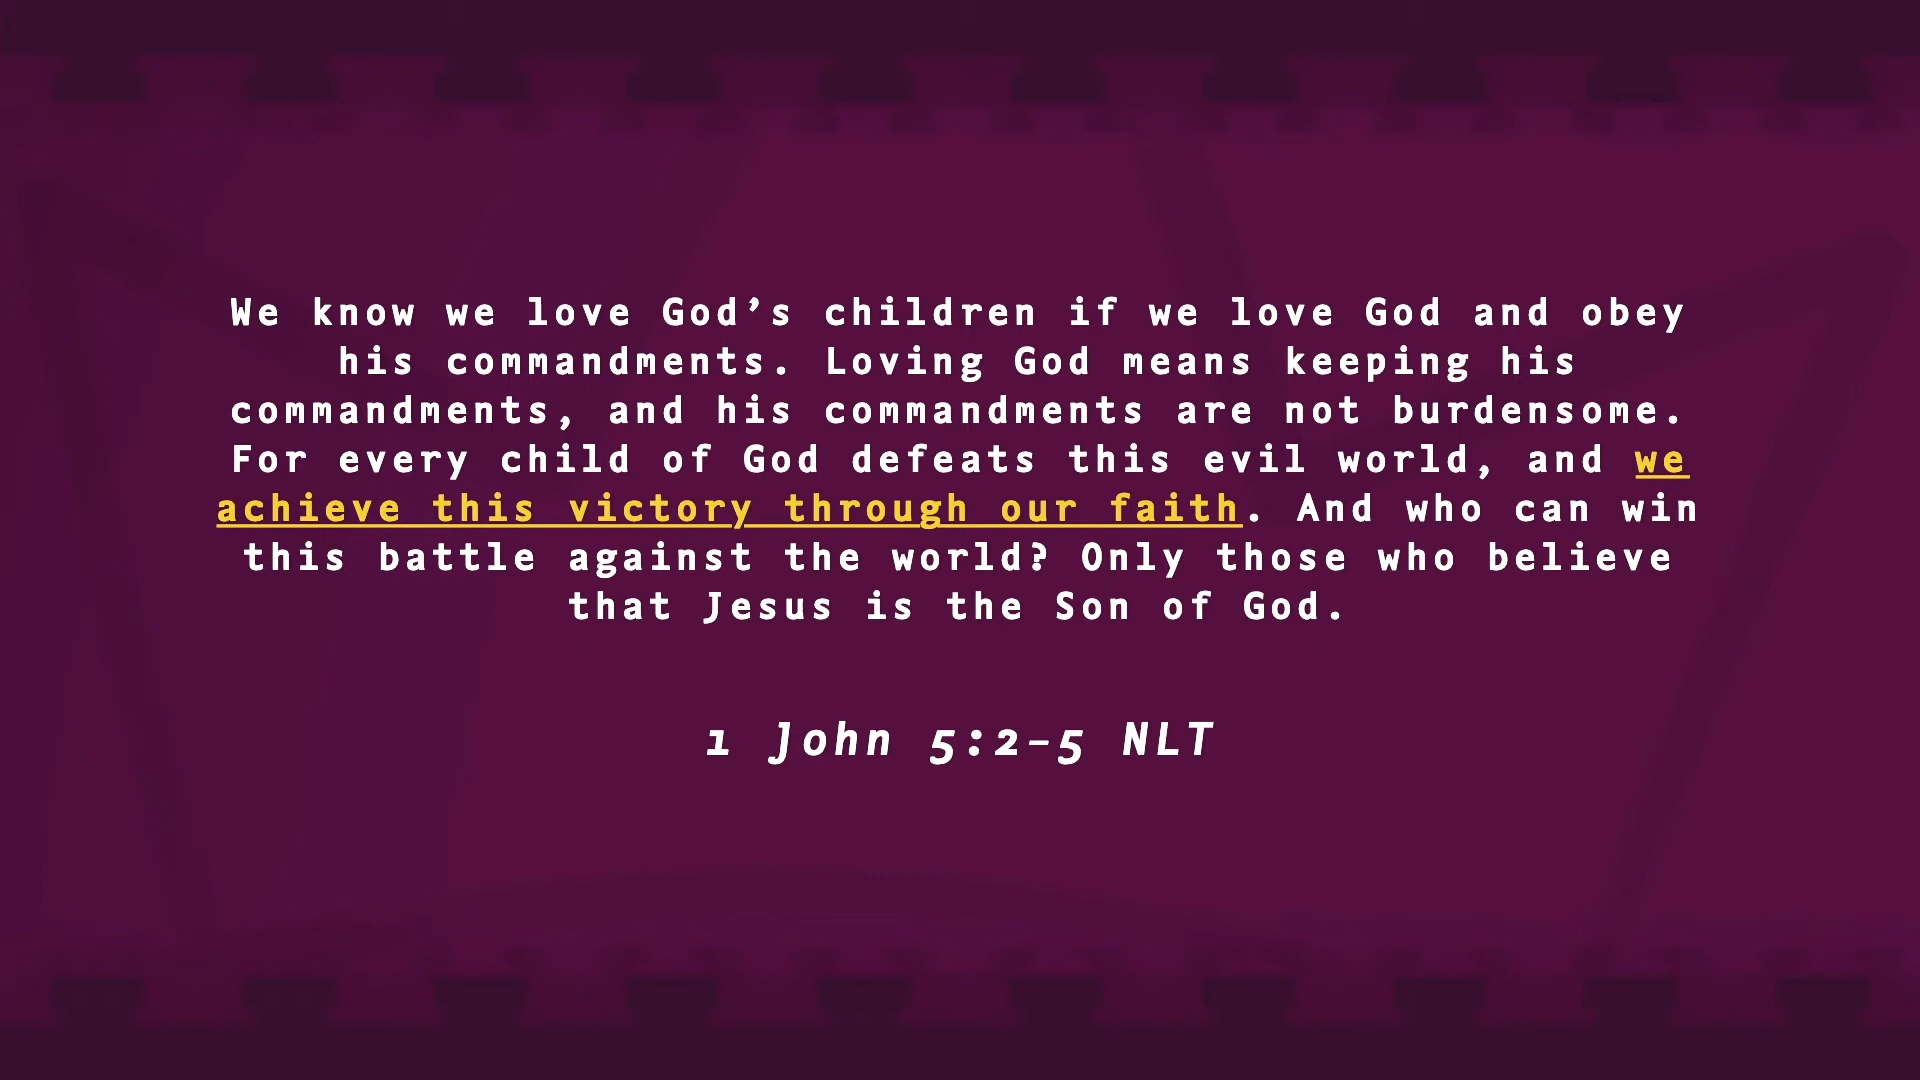 We know we love God’s children if we love God and obey
his commandments. Loving God means keeping his
commandments, and his commandments are not burdensome.
For every child of God defeats this evil world, and we
achieve this victory through our faith. And who can win
this battle against the world? Only those who believe
that Jesus is the Son of God.
1 John 5:2–5 NLT